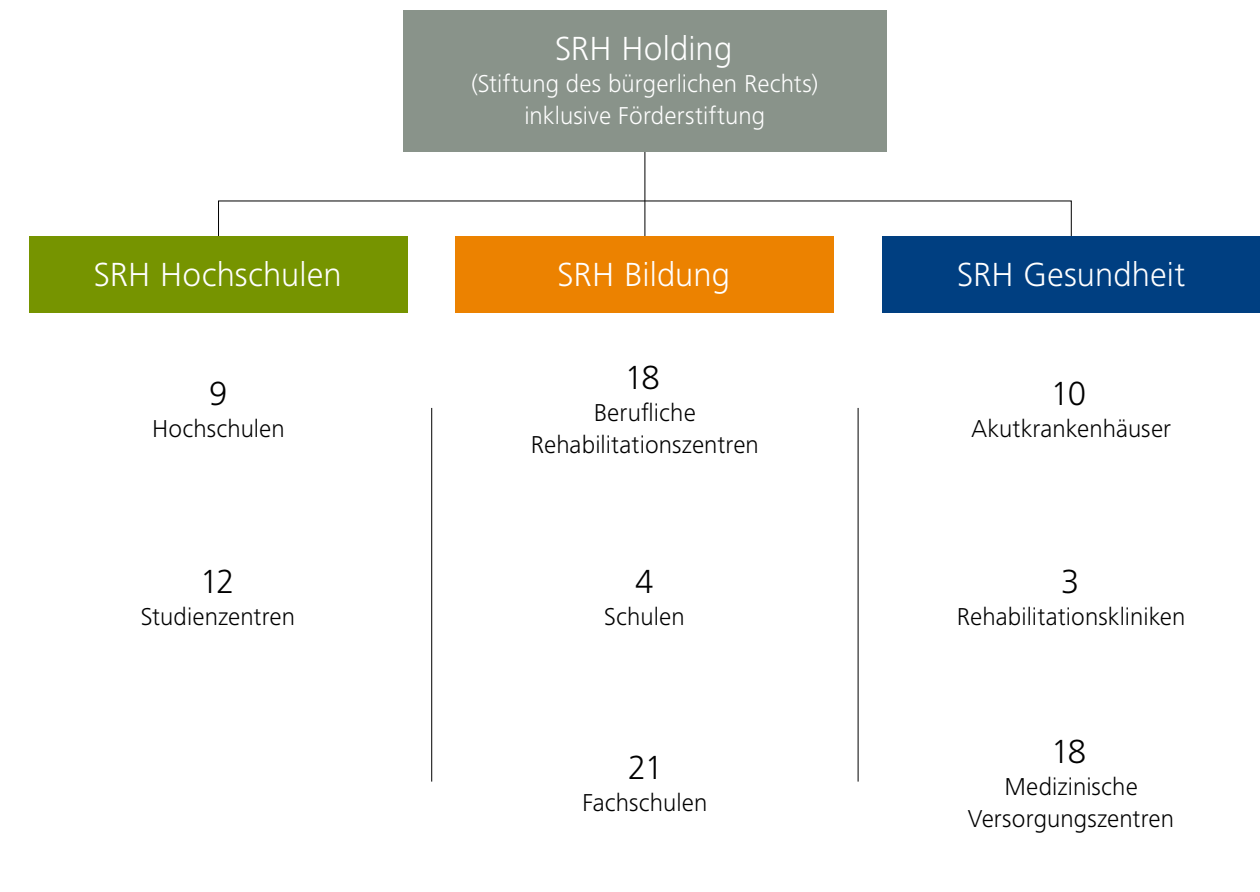 SRH Holding
(Stiftung des bürgerlichen Rechts)
inklusive Förderstiftung
SRH Hochschulen
SRH Bildung
SRH Gesundheit
9
Hochschulen
12
Studienzentren
18
Berufliche
Rehabilitationszentren
4
Schulen
21
Fachschulen
10
Akutkrankenhäuser
3
Rehabilitationskliniken
18
Medizinische
Versorgungszentren